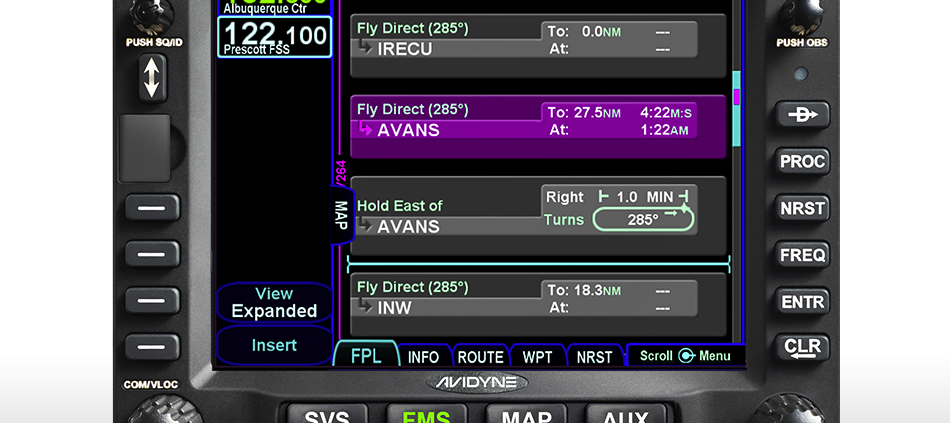 Albuquerque Ctr
122.100
Prescott FSS
PUSH SQ/ID
PUSH OBS
Fly Direct (285°)
To: 0.0NM ---
IRECU
At: ---
Fly Direct (285°)
To: 27.5NM 4:22M:S
AVANS
At: 1:22AM
V264
MAP
Hold East of
Right 1.0 MIN
AVANS
Turns 285°
Fly Direct (285°)
To: 18.3NM ---
INW
At: ---
View
Expanded
Insert
FPL INFO ROUTE WPT NRST Scroll Menu
D
PROC
NRST
FREQ
ENTR
CLR
COM/VLOC
AVIDYNE
SVS FMS MAP AUX